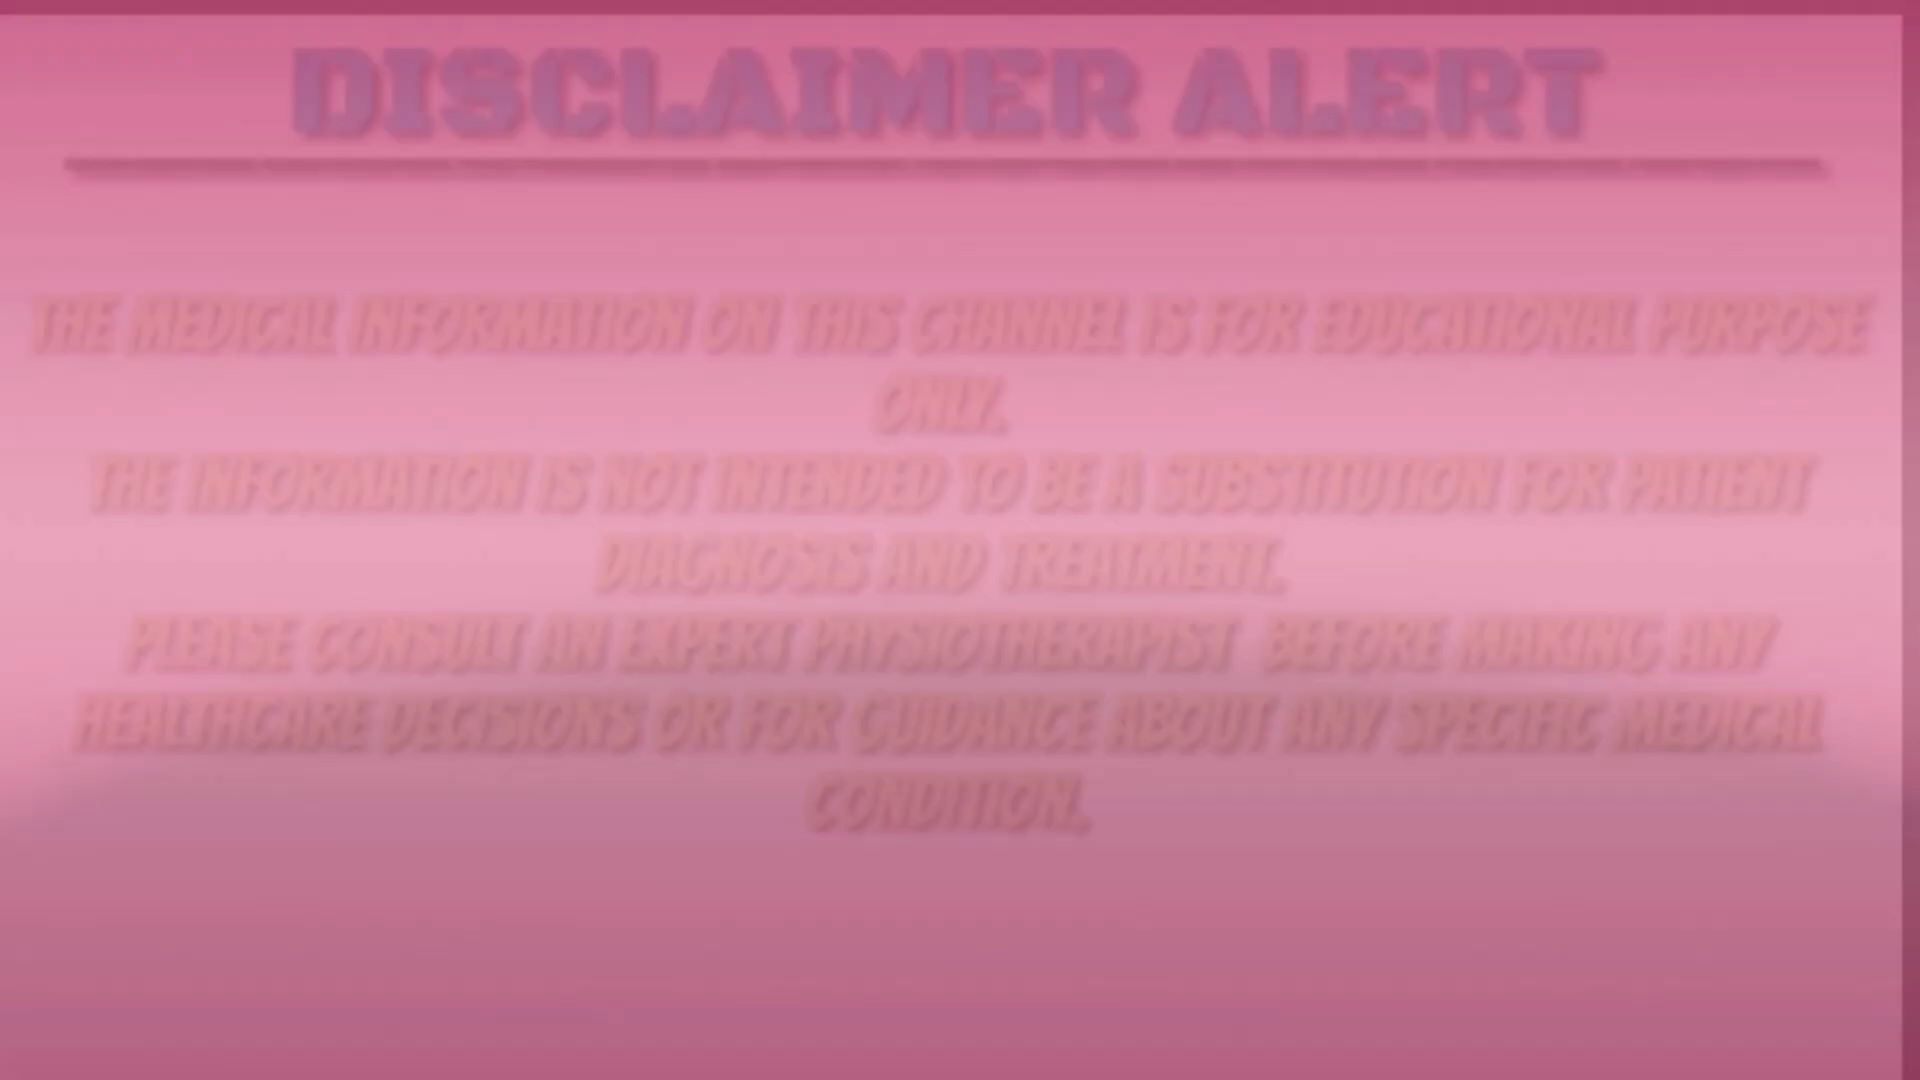 DISCLAIMER ALERT
THE MEDICAL INFORMATION ON THIS CHANNEL IS FOR EDUCATIONAL PURPOSE
ONLY.
THE INFORMATION IS NOT INTENDED TO BE A SUBSTITUTION FOR PATIENT
DIAGNOSIS AND TREATMENT.
PLEASE CONSULT AN EXPERT PHYSIOTHERAPIST BEFORE MAKING ANY
HEALTHCARE DECISIONS OR FOR GUIDANCE ABOUT ANY SPECIFIC MEDICAL
CONDITION.